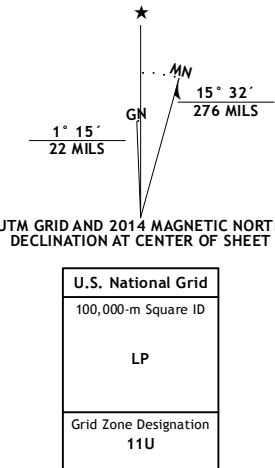 MN
GN
15° 32´
276 MILS
1° 15´
22 MILS
UTM GRID AND 2014 MAGNETIC NORTH
DECLINATION AT CENTER OF SHEET
U.S. National Grid
100,000-m Square ID
LP
Grid Zone Designation
11U